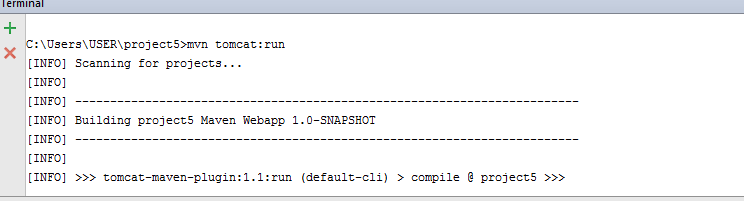 Terminal
C:\Users\USER\project5>mvn tomcat:run
[INFO] Scanning for projects...
[INFO]
[INFO] ------------------------------------------------------------------------
[INFO] Building project5 Maven Webapp 1.0-SNAPSHOT
[INFO] ------------------------------------------------------------------------
[INFO]
[INFO] >>> tomcat-maven-plugin:1.1:run (default-cli) > compile @ project5 >>>